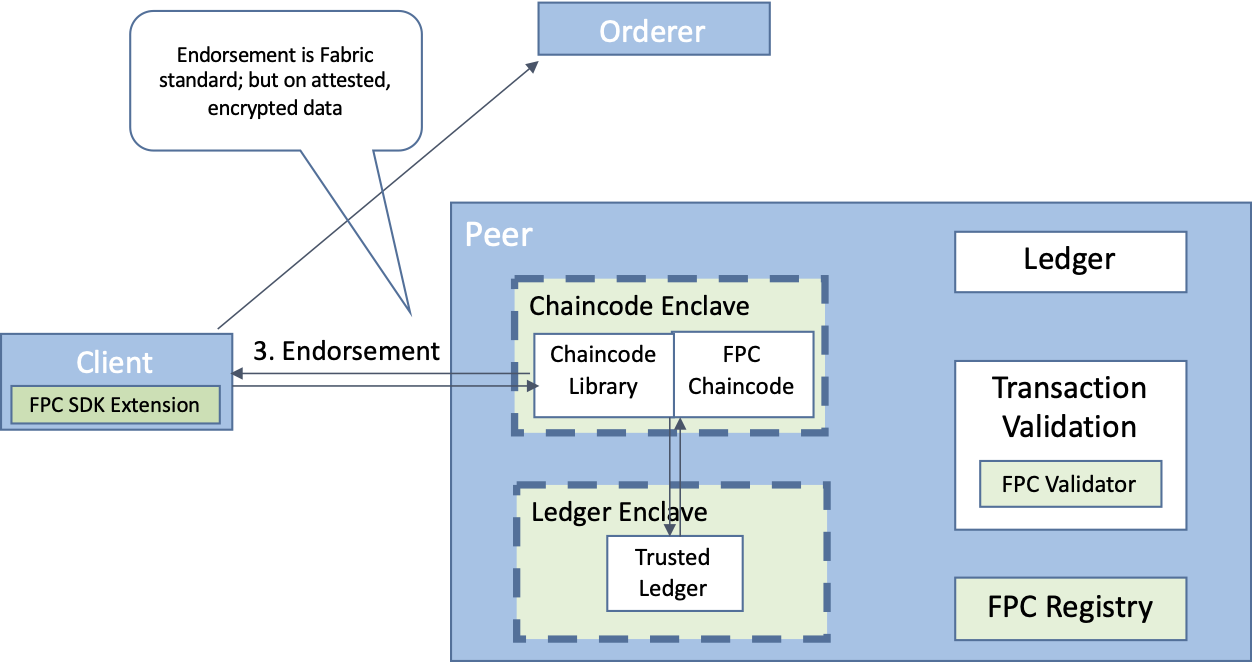 Endorsement is Fabric
standard; but on attested,
encrypted data
Orderer
Peer
Ledger
Chaincode Enclave
Chaincode
Library
FPC
Chaincode
3. Endorsement
Client
FPC SDK Extension
Transaction
Validation
FPC Validator
Ledger Enclave
Trusted
Ledger
FPC Registry